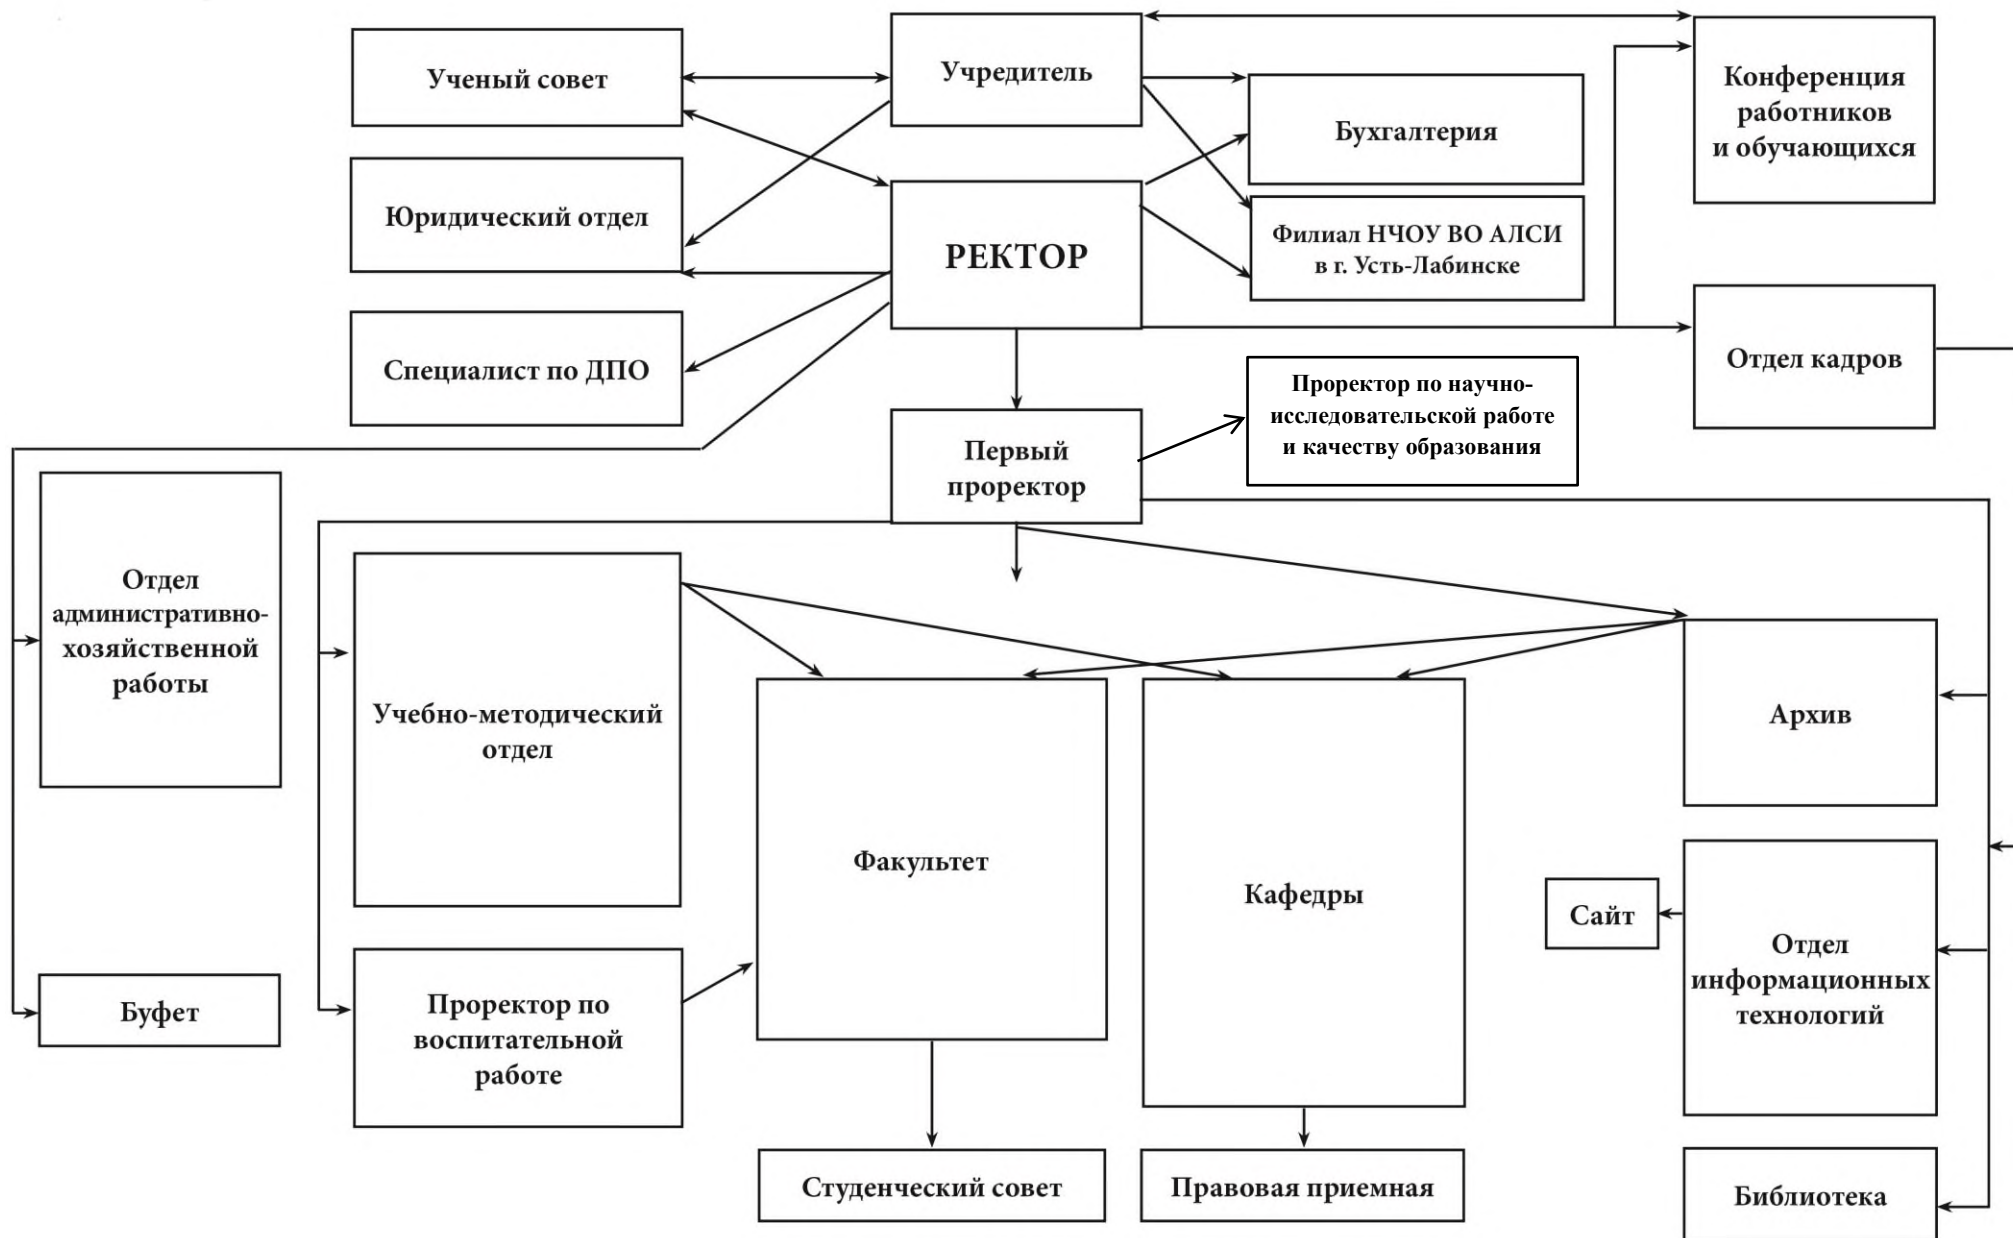 Ученый совет
Учредитель
Конференция
работников
и обучающихся
Бухгалтерия
Юридический отдел
РЕКТОР
Филиал НЧОУ ВО АЛСИ
в г. Усть-Лабинске
Специалист по ДПО
Отдел кадров
Проректор по научно-
исследовательской работе
и качеству образования
Первый
проректор
Отдел
административно-
хозяйственной
работы
Учебно-методический
отдел
Архив
Факультет
Кафедры
Сайт
Отдел
информационных
технологий
Буфет
Проректор по
воспитательной
работе
Студенческий совет
Правовая приемная
Библиотека